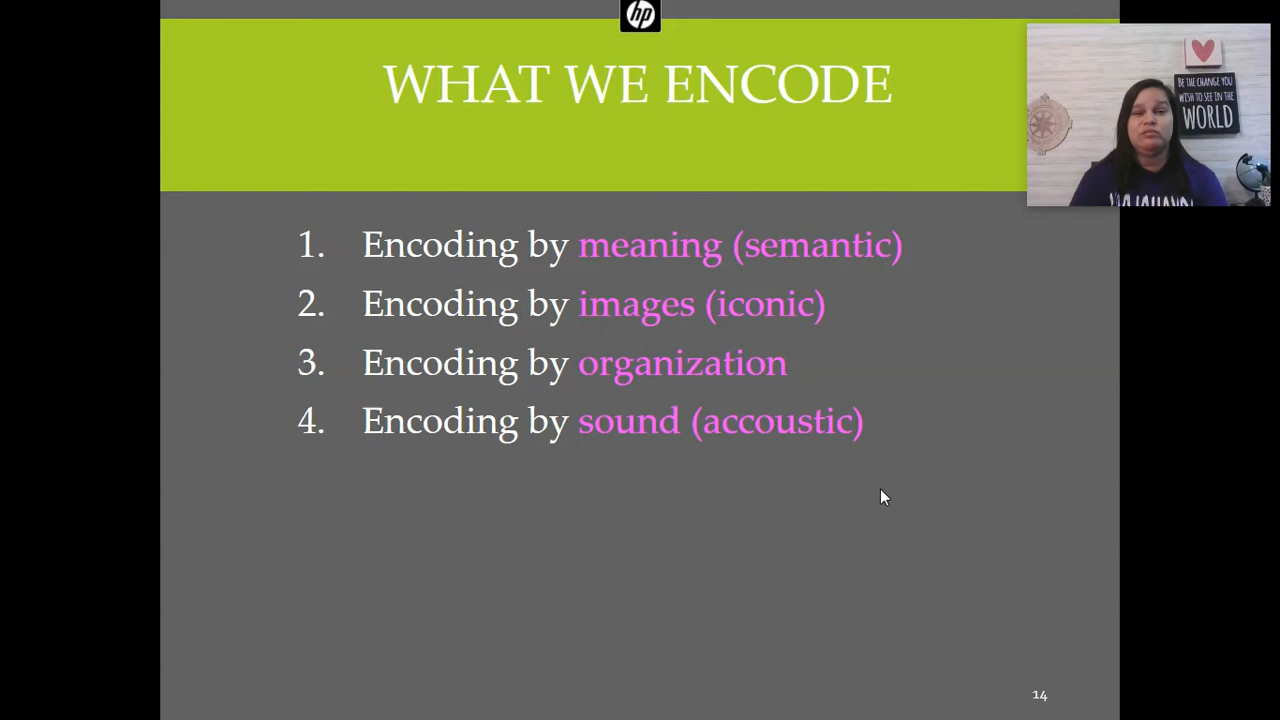 hp
WHAT WE ENCODE
BE THE CHANGE YOU
WISH TO SEE IN THE
WORLD
1. Encoding by meaning (semantic)
2. Encoding by images (iconic)
3. Encoding by organization
4. Encoding by sound (accoustic)
14